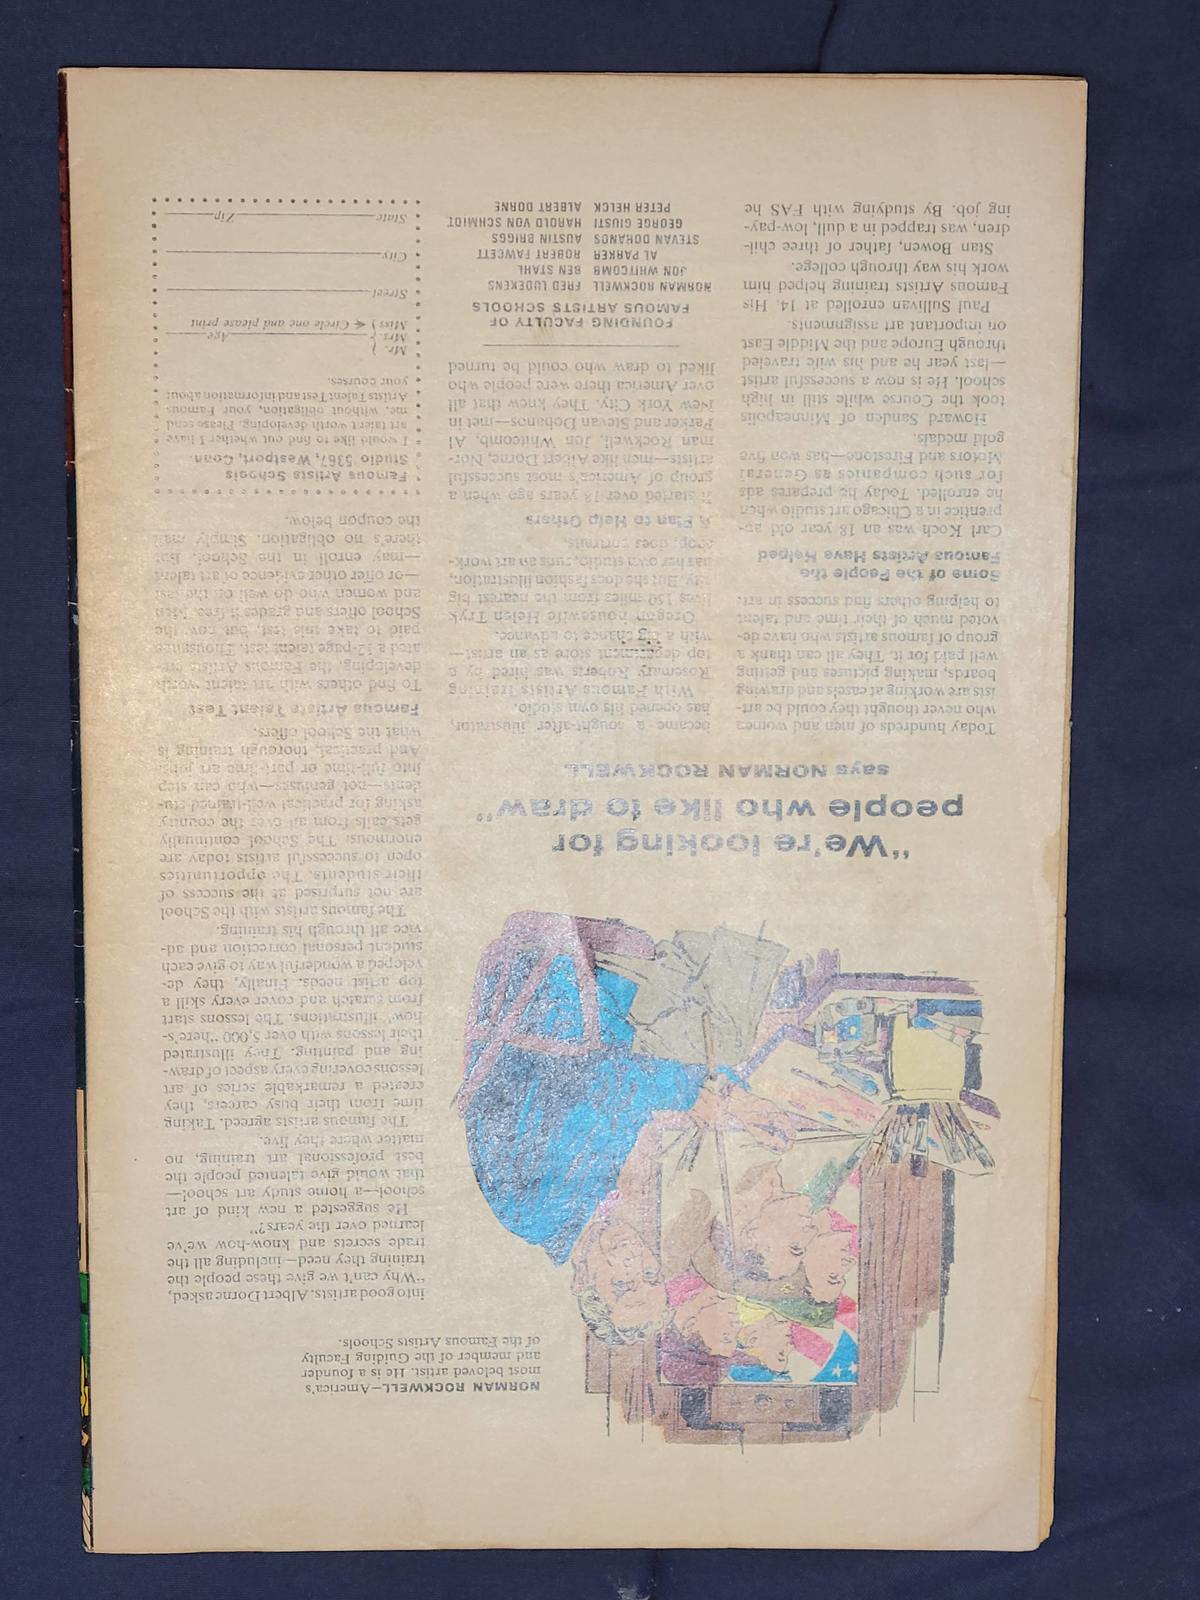 NORMAN ROCKWELL—America's
most beloved artist. He is a founder
and member of the Guiding Faculty
of the Famous Artists Schools.
"We're looking for
people who like to draw"
says NORMAN ROCKWELL
Today hundreds of men and women
who never thought they could be art-
ists are working at easels and drawing
boards, making pictures and getting
well paid for it. They all can thank a
group of famous artists who have de-
voted much of their time and talent
to helping others find success in art.
Some of the People the
Famous Artists Have Helped
Carl Koch was an 18 year old ap-
prentice in a Chicago art studio when
he enrolled. Today he prepares ads
for such companies as General
Motors and Firestone—has won five
gold medals.
Howard Sanden of Minneapolis
took the Course while still in high
school. He is now a successful artist
—last year he and his wife traveled
through Europe and the Middle East
on important art assignments.
Paul Sullivan enrolled at 14. His
Famous Artists training helped him
work his way through college.
Stan Bowen, father of three chil-
dren, was trapped in a dull, low-pay-
ing job. By studying with FAS he
became a sought-after illustrator,
has opened his own studio.
With Famous Artists Training
Rosemary Roberts was hired by a
top department store as an artist—
with a big chance to advance.
Oregon housewife Helen Tryk
lives 150 miles from the nearest big
city. But she does fashion illustration,
has her own studio, runs an art work-
shop, does portraits.
A Plan to Help Others
It started over 18 years ago when a
group of America's most successful
artists—men like Albert Dorne, Nor-
man Rockwell, Jon Whitcomb, Al
Parker and Stevan Dohanos—met in
New York City. They knew that all
over America there were people who
liked to draw who could be turned
FOUNDING FACULTY OF
FAMOUS ARTISTS SCHOOLS
NORMAN ROCKWELL FRED LUDEKENS
JON WHITCOMB BEN STAHL
AL PARKER ROBERT FAWCETT
STEVAN DOHANOS AUSTIN BRIGGS
GEORGE GIUSTI HAROLD VON SCHMIDT
PETER HELCK ALBERT DORNE
into good artists. Albert Dorne asked,
"Why can't we give these people the
training they need—including all the
trade secrets and know-how we've
learned over the years?"
He suggested a new kind of art
school—a home study art school—
that would give talented people the
best professional art training, no
matter where they live.
The famous artists agreed. Taking
time from their busy careers, they
created a remarkable series of art
lessons covering every aspect of draw-
ing and painting. They illustrated
their lessons with over 5,000 "here's-
how" illustrations. The lessons start
from scratch and cover every skill a
top artist needs. Finally, they de-
veloped a wonderful way to give each
student personal correction and ad-
vice all through his training.
The famous artists with the School
are not surprised at the success of
their students. The opportunities
open to successful artists today are
enormous. The School continually
gets calls from all over the country
asking for practical well-trained stu-
dents—not geniuses—who can step
into full-time or part-time art jobs.
And practical, thorough training is
what the School offers.
Famous Artists Talent Test
To find others with art talent worth
developing, the Famous Artists cre-
ated a 12-page talent test. Thousands
paid to take this test, but now the
School offers and grades it free. Men
and women who do well on the test
—or offer other evidence of art talent
—may enroll in the School. But
there's no obligation. Simply mail
the coupon below.
Famous Artists Schools
Studio 5367, Westport, Conn.
I would like to find out whether I have
art talent worth developing. Please send
me, without obligation, your Famous
Artists Talent Test and information about
your courses.
Mr.
Mrs. Age
Miss Circle one and please print
Street
City
State Zip